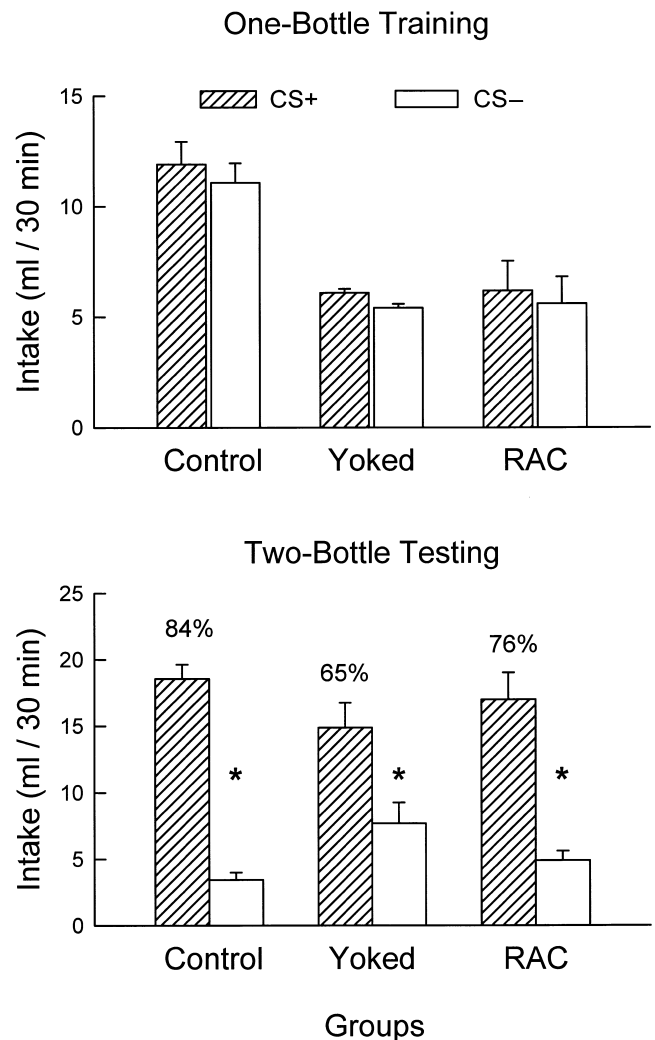 One-Bottle Training
15
10
5
0
Intake (ml / 30 min)
CS+
CS–
Control Yoked RAC
Two-Bottle Testing
25
20
15
10
5
0
Intake (ml / 30 min)
84%
65%
76%
* * *
Control Yoked RAC
Groups